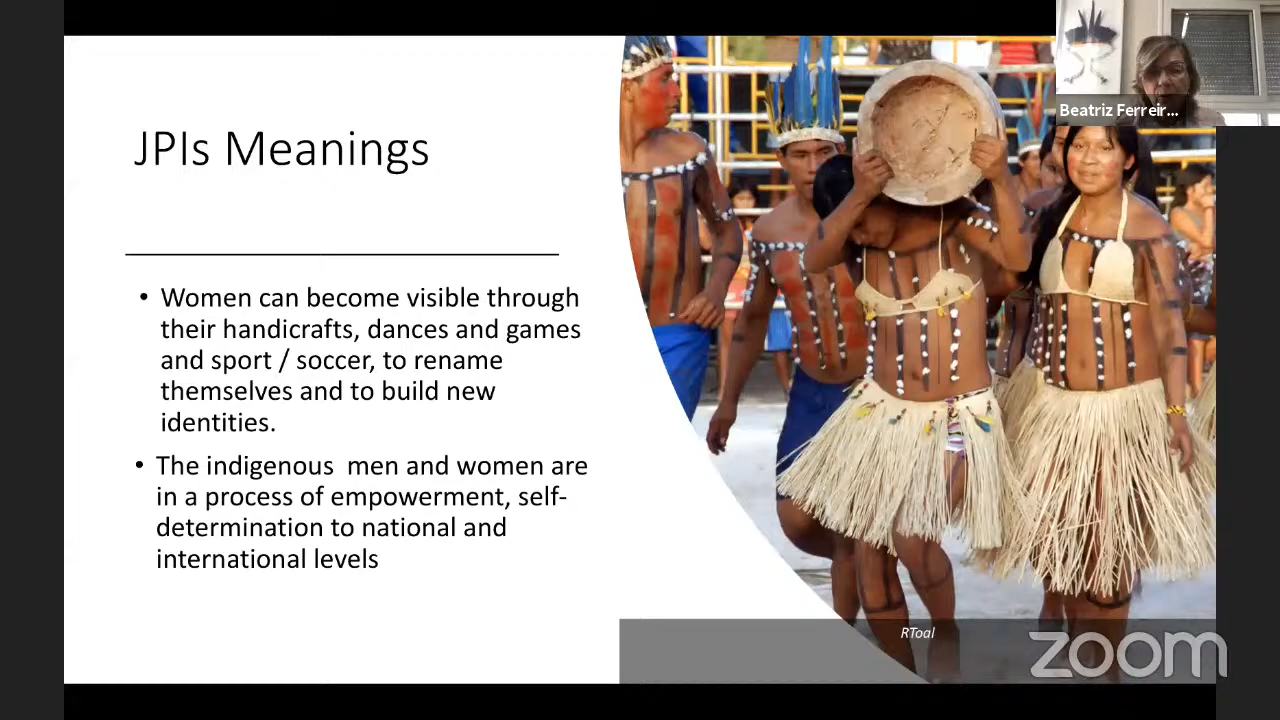 Beatriz Ferreir...
JPIs Meanings
• Women can become visible through
their handicrafts, dances and games
and sport / soccer, to rename
themselves and to build new
identities.
• The indigenous  men and women are
in a process of empowerment, self-
determination to national and
international levels
RToal
zoom